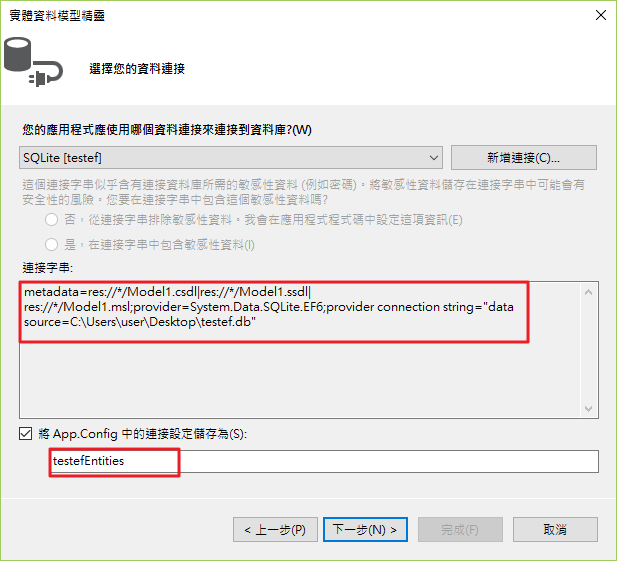 實體資料模型精靈
選擇您的資料連接
您的應用程式應使用哪個資料連接來連接到資料庫?(W)
SQLite [testef]
新增連接(C)...
這個連接字串似乎含有連接資料庫所需的敏感性資料 (例如密碼)。將敏感性資料儲存在連接字串中可能會有
安全性的風險。您要在連接字串中包含這個敏感性資料嗎?
否，從連接字串排除敏感性資料。我會在應用程式程式碼中設定這項資訊(E)
是，在連接字串中包含敏感性資料(I)
連接字串:
metadata=res://*/Model1.csdl|res://*/Model1.ssdl|
res://*/Model1.msl;provider=System.Data.SQLite.EF6;provider connection string="data
source=C:\Users\user\Desktop\testef.db"
將 App.Config 中的連接設定儲存為(S):
testefEntities
< 上一步(P)
下一步(N) >
完成(F)
取消